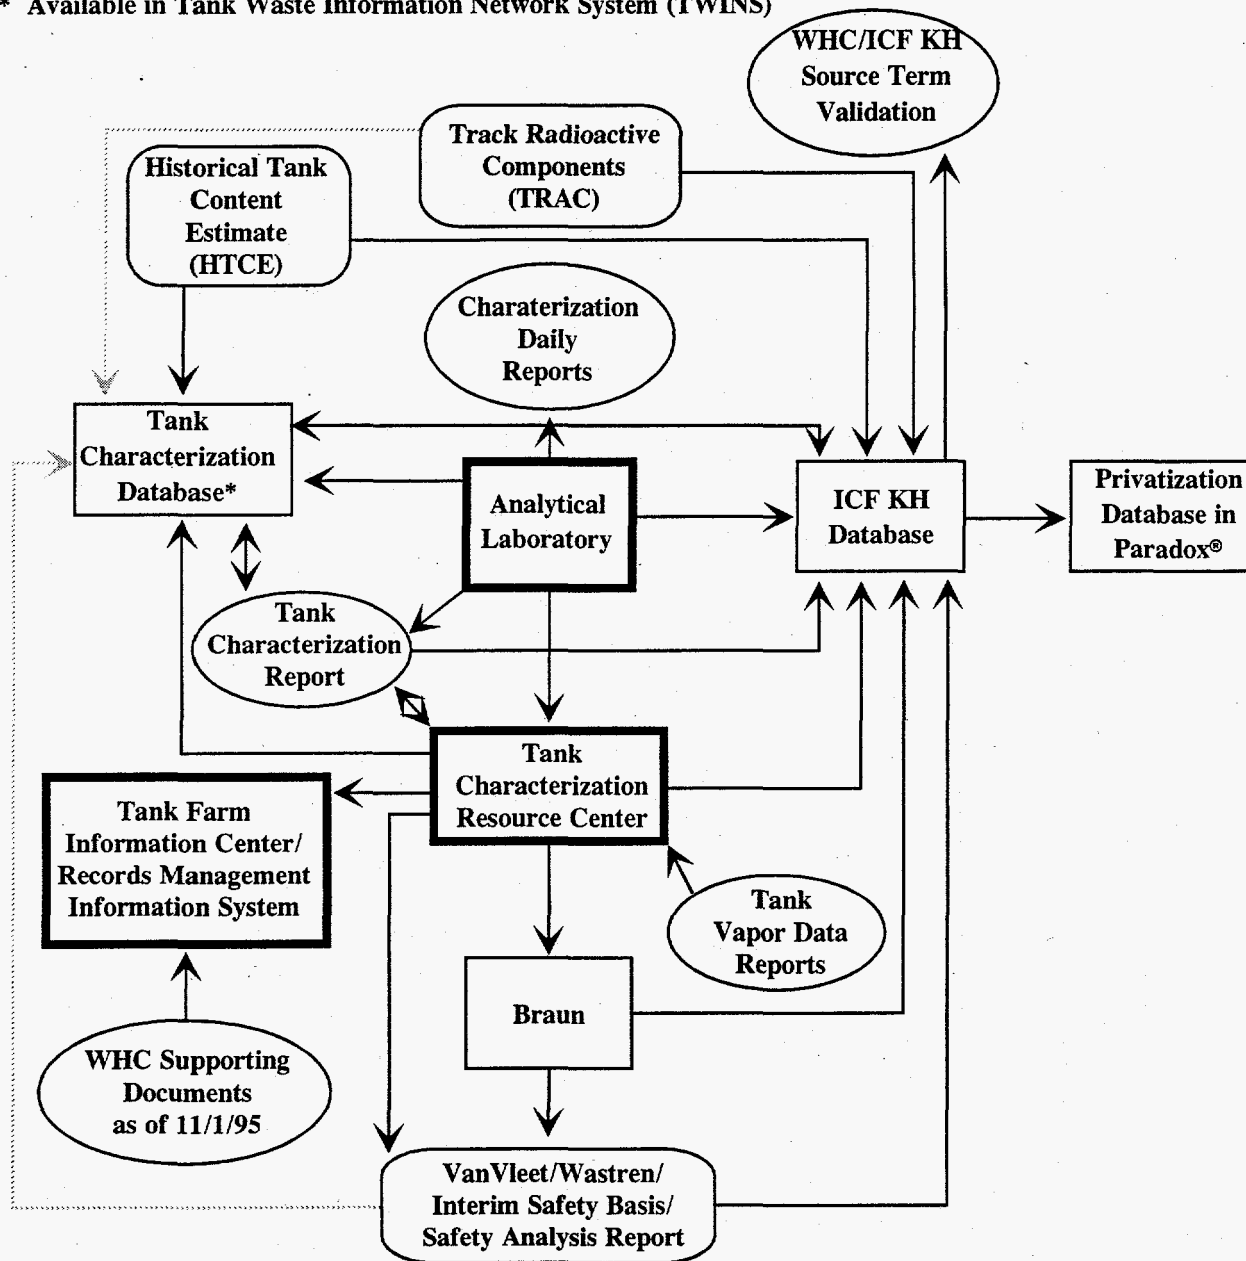 * Available in Tank Waste Information Network System (TWINS)
WHC/ICF KH
Source Term
Validation
Track Radioactive
Components
(TRAC)
Historical Tank
Content
Estimate
(HTCE)
Charaterization
Daily
Reports
Tank
Characterization
Database*
Analytical
Laboratory
ICF KH
Database
Privatization
Database in
Paradox®
Tank
Characterization
Report
Tank
Characterization
Resource Center
Tank Farm
Information Center/
Records Management
Information System
Tank
Vapor Data
Reports
Braun
WHC Supporting
Documents
as of 11/1/95
VanVleet/Wastren/
Interim Safety Basis/
Safety Analysis Report